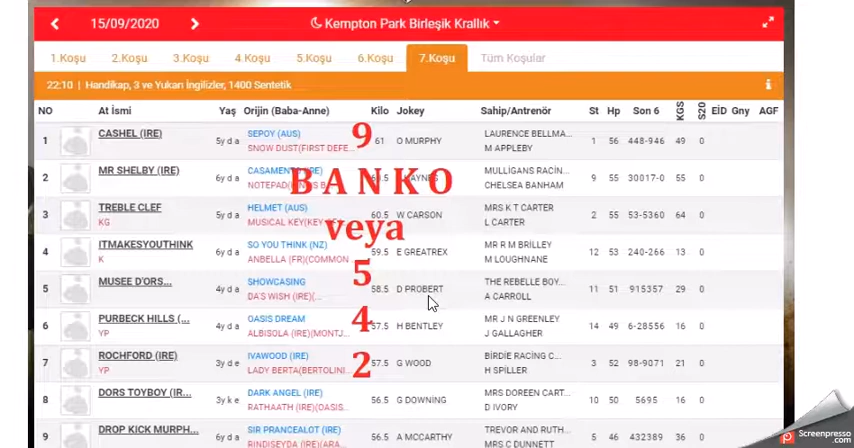 15/09/2020 Kempton Park Birleşik Krallık
1.Koşu 2.Koşu 3.Koşu 4 Koşu 5.Koşu 6.Koşu 7.Koşu Tüm Koşular
22:10 | Handikap, 3 ve Yukarı İngilizler, 1400 Sentetik
NO At İsmi Yaş Orijin (Baba-Anne) Kilo Jokey Sahip/Antrenör St Hp Son 6 KGS S20 EİD Gny AGF
1 CASHEL (IRE) 5y d a SEPOY (AUS) 61 O MURPHY LAURENCE BELLMA... 1 56 448-946 49 0
SNOW DUST(FIRST DEFE... M APPLEBY
2 MR SHELBY (IRE) 6y d a CASAMENTO (IRE) HAYNES MULLIGANS RACİN... 9 55 30017-0 55 0
NOTEPAD( CHELSEA BANHAM
3 TREBLE CLEF 5y d a HELMET (AUS) 60.5 W CARSON MRS K T CARTER 2 55 53-5360 64 0
KG MUSICAL KEY(KEY L CARTER
4 ITMAKESYOUTHINK 6y d a SO YOU THINK (NZ) 59.5 E GREATREX MR R M BRILLEY 12 53 240-266 13 0
K ANBELLA (FR)(COMMON M LOUGHNANE
5 MUSEE D'ORS... 4y d a SHOWCASING 58.5 D PROBERT THE REBELLE BOY... 11 51 915357 29 0
DA'S WISH (IRE)(... A CARROLL
6 PURBECK HILLS (... 4y d a OASIS DREAM 57.5 H BENTLEY MR J N GREENLEY 14 49 6-28556 16 0
YP ALBISOLA (IRE)(MONTJ... J GALLAGHER
7 ROCHFORD (IRE) 3y d e IVAWOOD (IRE) 57.5 G WOOD BİRDİE RACİNG C... 3 52 98-9071 21 0
YP LADY BERTA(BERTOLINI... H SPILLER
8 DORS TOYBOY (IR... 3y k e DARK ANGEL (IRE) 56.5 G DOWNING MRS DOREEN CART... 10 50 5695 16 0
RATHAATH (IRE)(OASIS... D IVORY
9 DROP KICK MURPH... 6y d a SIR PRANCEALOT (IRE) 56.5 A MCCARTHY TREVOR AND RUTH... 5 46 432389 36 0
RINDISEYDA (IRE)(ARA... MRS C DUNNETT
9
BANKO
veya
5
4
2
Screenpresso
.com